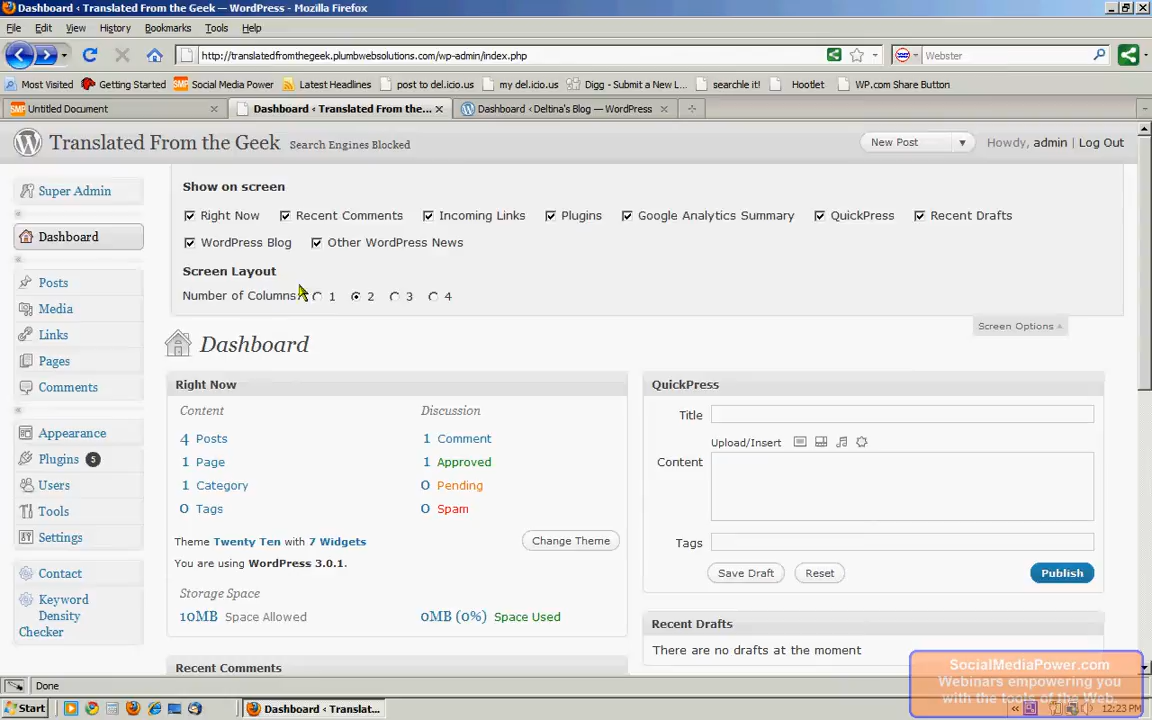 Dashboard ‹ Translated From the Geek — WordPress - Mozilla Firefox
File Edit View History Bookmarks Tools Help
http://translatedfromthegeek.plumbwebsolutions.com/wp-admin/index.php
Webster
Most Visited Getting Started Social Media Power Latest Headlines post to del.icio.us my del.icio.us Digg - Submit a New L... searchle it! Hootlet WP.com Share Button
SMP Untitled Document
Dashboard ‹ Translated From the...
Dashboard ‹ Deltina's Blog — WordPress
Translated From the Geek Search Engines Blocked
New Post
Howdy, admin | Log Out
Super Admin
Dashboard
Posts
Media
Links
Pages
Comments
Appearance
Plugins 5
Users
Tools
Settings
Contact
Keyword
Density
Checker
Show on screen
Right Now Recent Comments Incoming Links Plugins Google Analytics Summary QuickPress Recent Drafts
WordPress Blog Other WordPress News
Screen Layout
Number of Columns 1 2 3 4
Screen Options
Dashboard
Right Now
Content
4 Posts
1 Page
1 Category
0 Tags
Discussion
1 Comment
1 Approved
0 Pending
0 Spam
Theme Twenty Ten with 7 Widgets
Change Theme
You are using WordPress 3.0.1.
Storage Space
10MB Space Allowed
0MB (0%) Space Used
Recent Comments
QuickPress
Title
Upload/Insert
Content
Tags
Save Draft Reset Publish
Recent Drafts
There are no drafts at the moment
SocialMediaPower.com
Webinars empowering you
with the tools of the Web.
Done
Start
Dashboard ‹ Translat...
12:23 PM